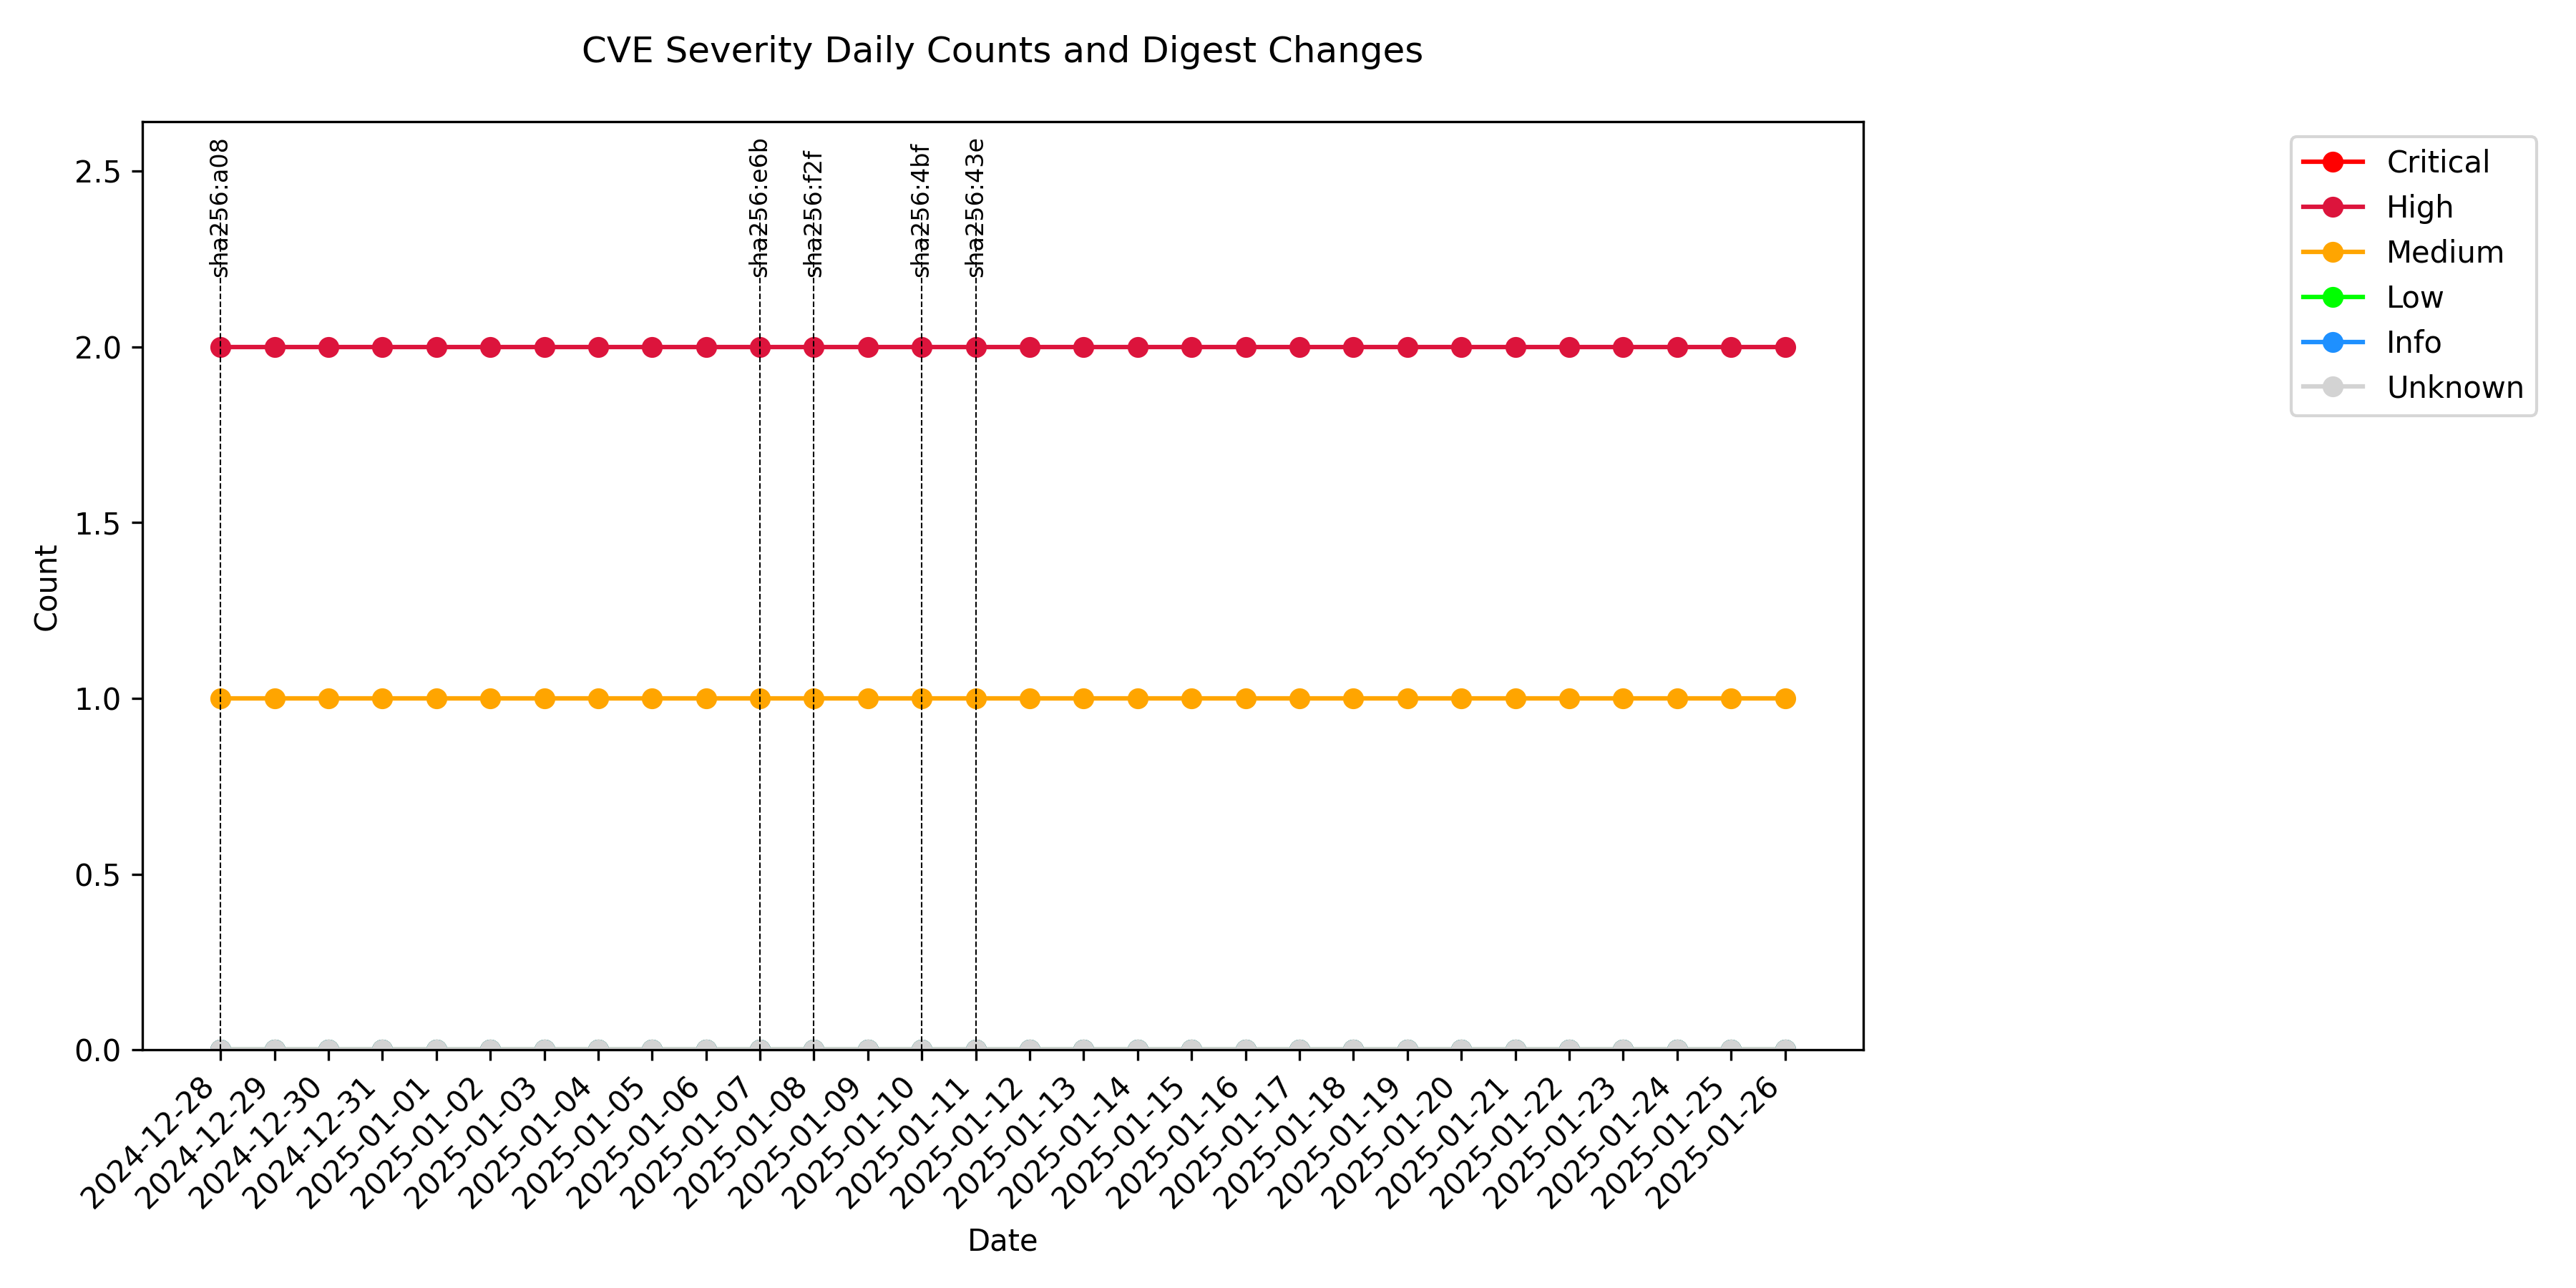 CVE Severity Daily Counts and Digest Changes
sha256:a08
sha256:e6b
sha256:f2f
sha256:4bf
sha256:43e
Critical
High
Medium
Low
Info
Unknown
2.5
2.0
1.5
1.0
0.5
0.0
Count
2024-12-28
2024-12-29
2024-12-30
2024-12-31
2025-01-01
2025-01-02
2025-01-03
2025-01-04
2025-01-05
2025-01-06
2025-01-07
2025-01-08
2025-01-09
2025-01-10
2025-01-11
2025-01-12
2025-01-13
2025-01-14
2025-01-15
2025-01-16
2025-01-17
2025-01-18
2025-01-19
2025-01-20
2025-01-21
2025-01-22
2025-01-23
2025-01-24
2025-01-25
2025-01-26
Date